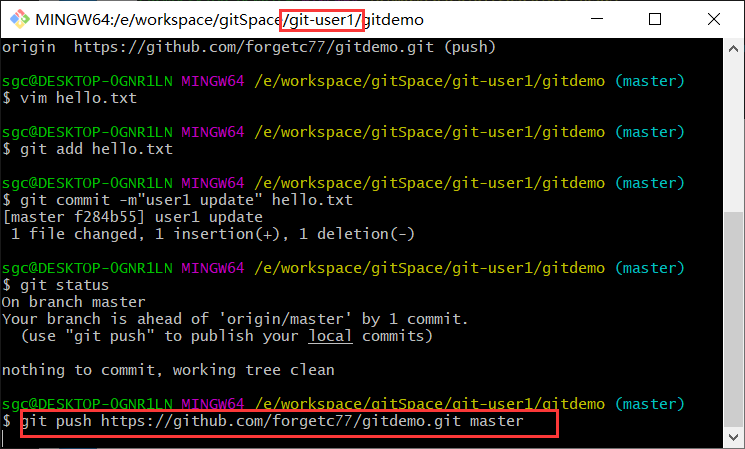 MINGW64:/e/workspace/gitSpace/git-user1/gitdemo
origin  https://github.com/forgetc77/gitdemo.git (push)
sgc@DESKTOP-OGNR1LN MINGW64 /e/workspace/gitSpace/git-user1/gitdemo (master)
$ vim hello.txt
sgc@DESKTOP-OGNR1LN MINGW64 /e/workspace/gitSpace/git-user1/gitdemo (master)
$ git add hello.txt
sgc@DESKTOP-OGNR1LN MINGW64 /e/workspace/gitSpace/git-user1/gitdemo (master)
$ git commit -m"user1 update" hello.txt
[master f284b55] user1 update
 1 file changed, 1 insertion(+), 1 deletion(-)
sgc@DESKTOP-OGNR1LN MINGW64 /e/workspace/gitSpace/git-user1/gitdemo (master)
$ git status
On branch master
Your branch is ahead of 'origin/master' by 1 commit.
  (use "git push" to publish your local commits)
nothing to commit, working tree clean
sgc@DESKTOP-OGNR1LN MINGW64 /e/workspace/gitSpace/git-user1/gitdemo (master)
$ git push https://github.com/forgetc77/gitdemo.git master